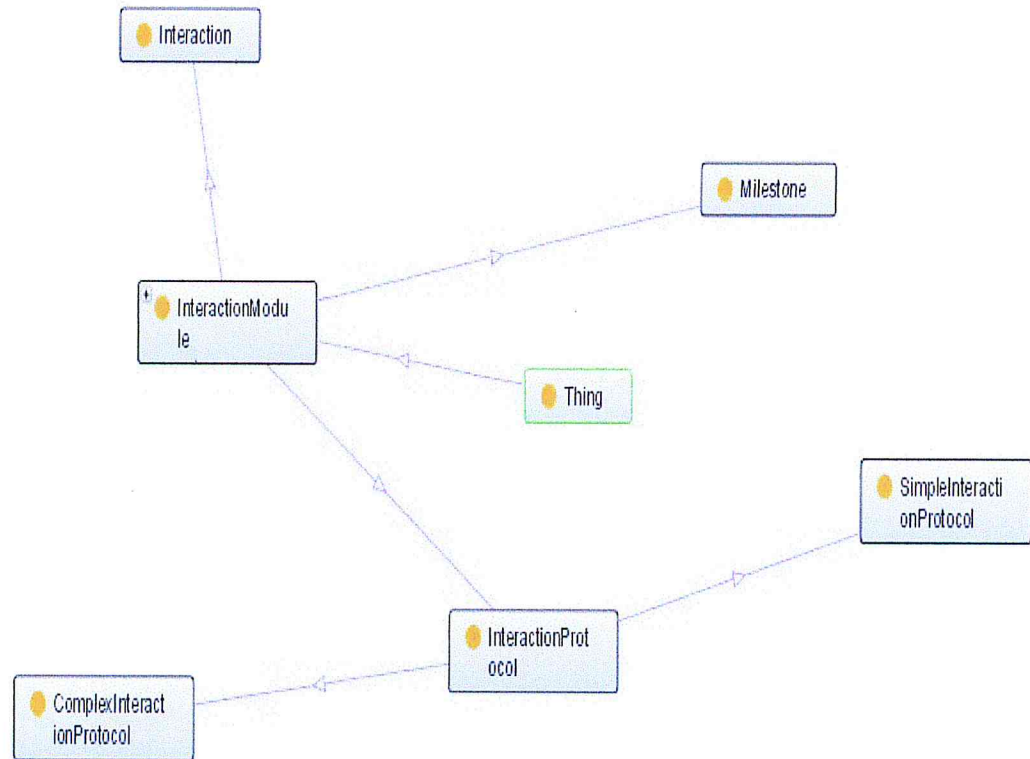 Interaction
Milestone
InteractionModu
le
Thing
SimpleInteracti
onProtocol
InteractionProt
ocol
ComplexInteract
ionProtocol